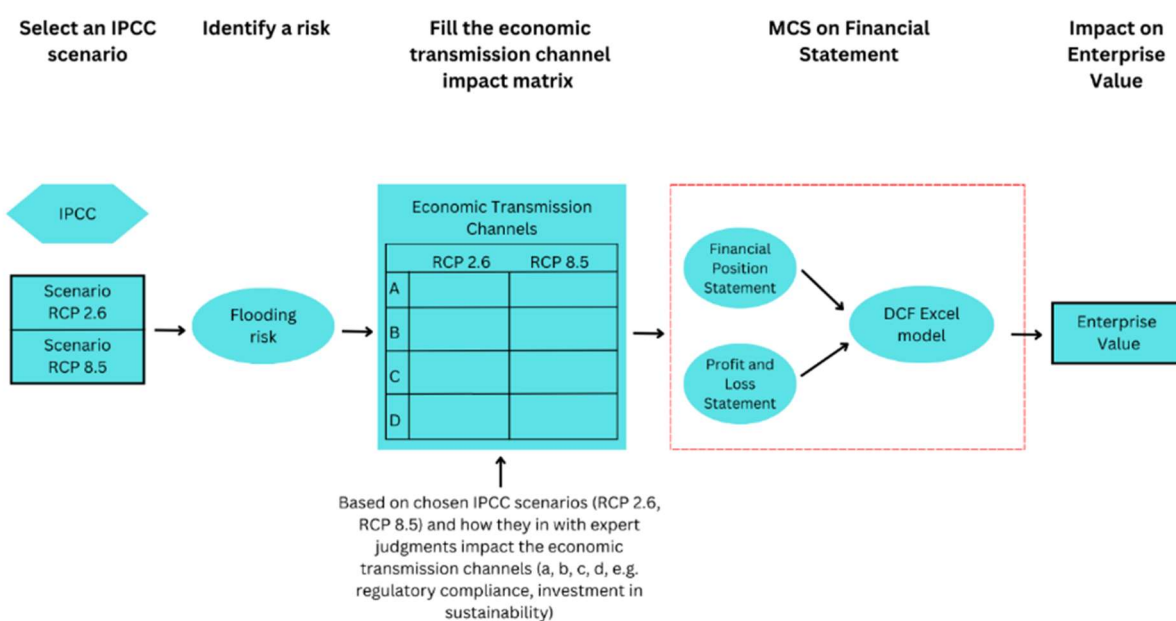 Select an IPCC
scenario
Identify a risk
Fill the economic
transmission channel
impact matrix
MCS on Financial
Statement
Impact on
Enterprise
Value
IPCC
Scenario
RCP 2.6
Scenario
RCP 8.5
Flooding
risk
Economic Transmission
Channels
RCP 2.6 RCP 8.5
A
B
C
D
Based on chosen IPCC scenarios (RCP 2.6,
RCP 8.5) and how they in with expert
judgments impact the economic
transmission channels (a, b, c, d, e.g.
regulatory compliance, investment in
sustainability)
Financial
Position
Statement
Profit and
Loss
Statement
DCF Excel
model
Enterprise
Value